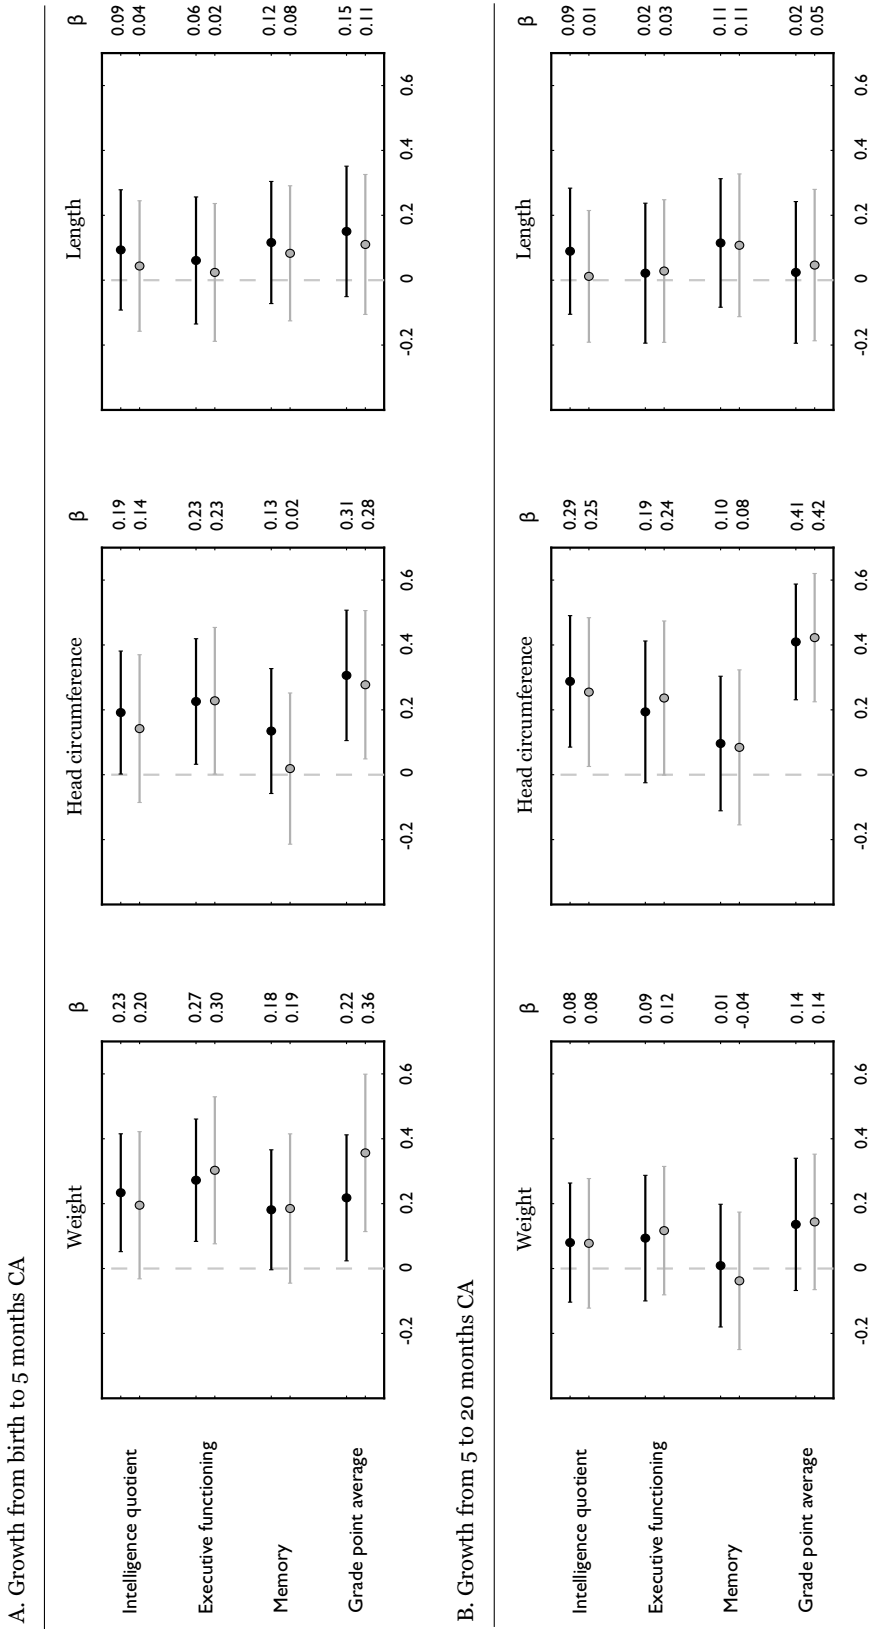 A. Growth from birth to 5 months CA
Weight β Head circumference β Length β
Intelligence quotient 0.23 0.19 0.09
0.20 0.14 0.04
Executive functioning 0.27 0.23 0.06
0.30 0.23 0.02
Memory 0.18 0.13 0.12
0.19 0.02 0.08
Grade point average 0.22 0.31 0.15
0.36 0.28 0.11
-0.2 0 0.2 0.4 0.6 -0.2 0 0.2 0.4 0.6 -0.2 0 0.2 0.4 0.6
B. Growth from 5 to 20 months CA
Weight β Head circumference β Length β
Intelligence quotient 0.08 0.29 0.09
0.08 0.25 0.01
Executive functioning 0.09 0.19 0.02
0.12 0.24 0.03
Memory 0.01 0.10 0.11
-0.04 0.08 0.11
Grade point average 0.14 0.41 0.02
0.14 0.42 0.05
-0.2 0 0.2 0.4 0.6 -0.2 0 0.2 0.4 0.6 -0.2 0 0.2 0.4 0.6